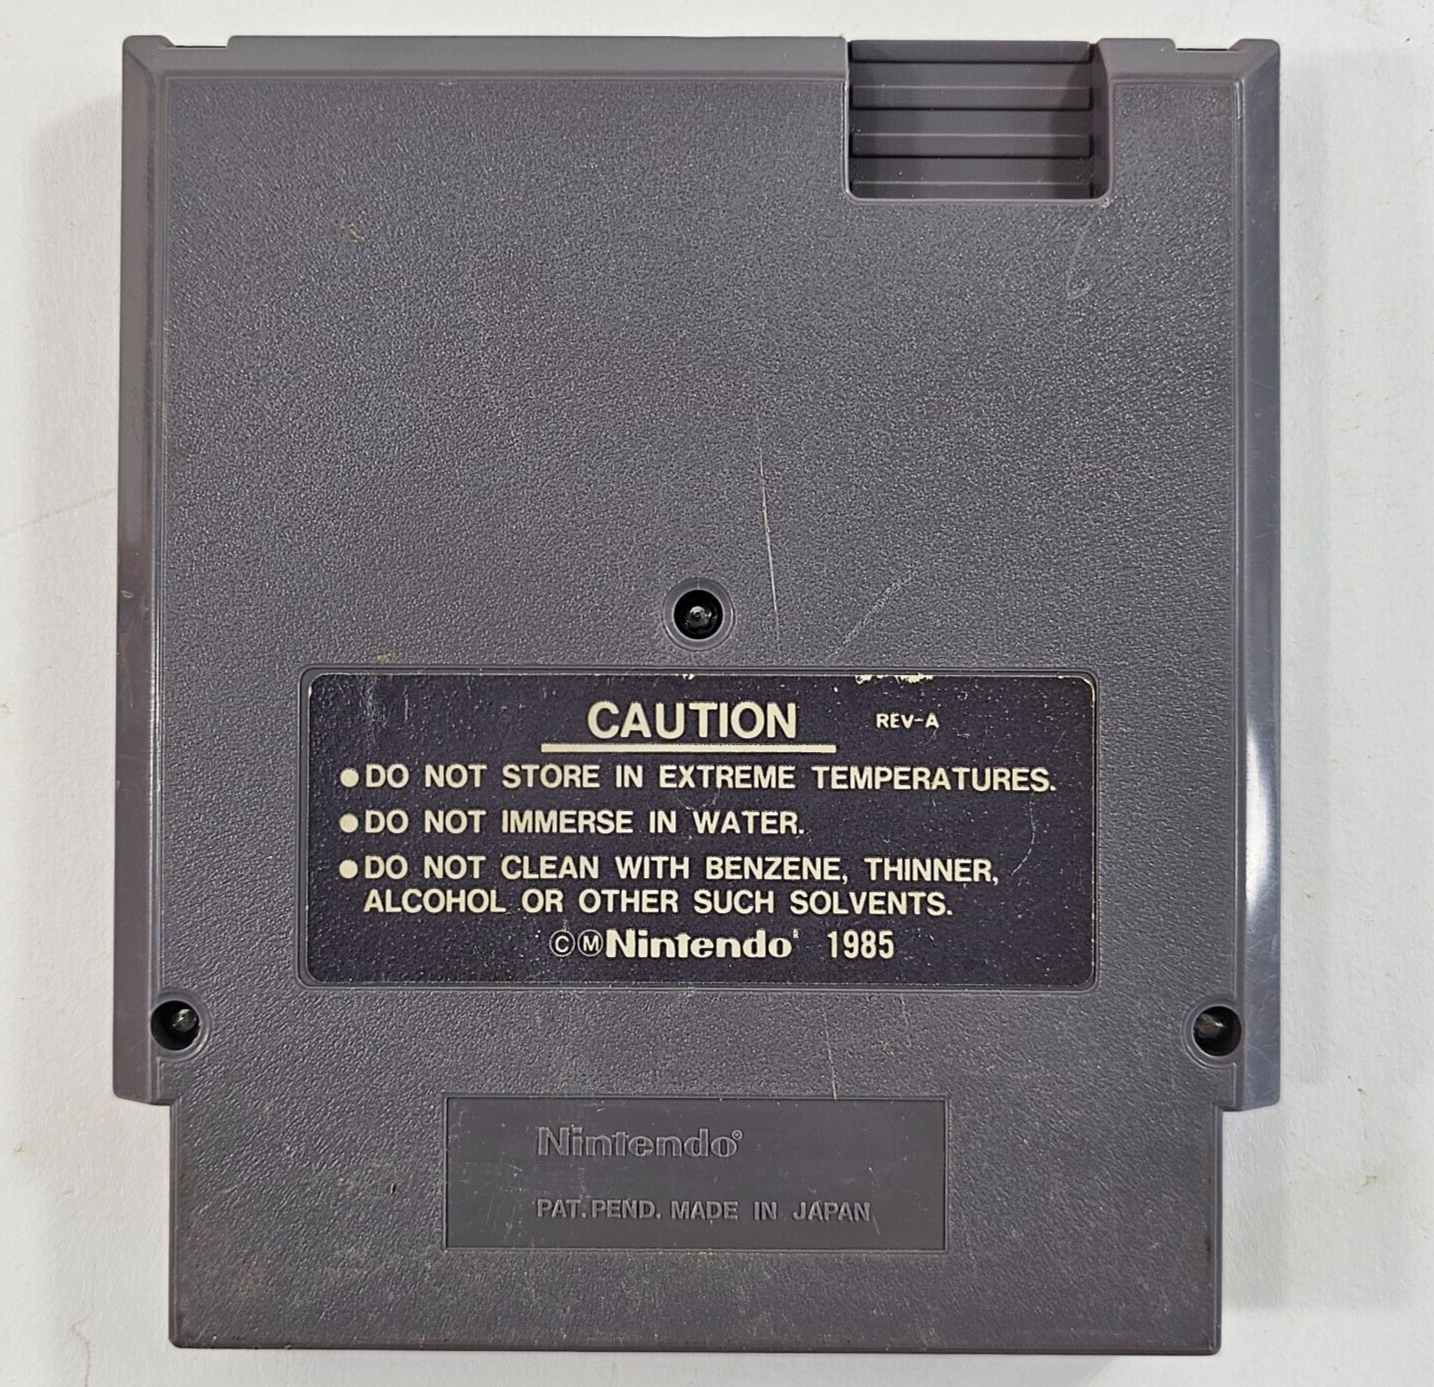 CAUTION REV-A
●DO NOT STORE IN EXTREME TEMPERATURES.
●DO NOT IMMERSE IN WATER.
●DO NOT CLEAN WITH BENZENE, THINNER,
ALCOHOL OR OTHER SUCH SOLVENTS.
©ⓂNintendo® 1985
Nintendo®
PAT. PEND. MADE IN JAPAN